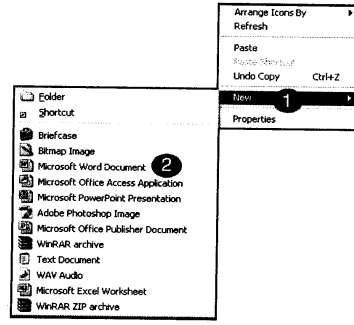 Arrange Icons By
Refresh
Paste
Paste Shortcut
Undo Copy Ctrl+Z
New 1
Properties
Folder
Shortcut
Briefcase
Bitmap Image
Microsoft Word Document 2
Microsoft Office Access Application
Microsoft PowerPoint Presentation
Adobe Photoshop Image
Microsoft Office Publisher Document
WinRAR archive
Text Document
WAV Audio
Microsoft Excel Worksheet
WinRAR ZIP archive